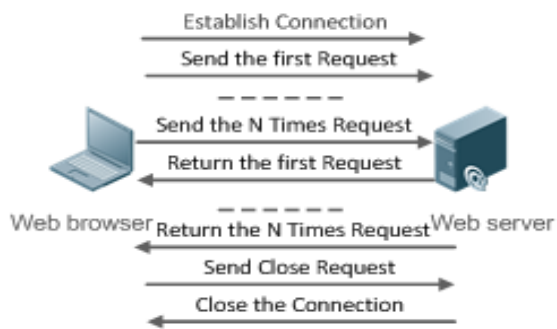 Establish Connection
Send the first Request
Send the N Times Request
Return the first Request
Web browser
Web server
Return the N Times Request
Send Close Request
Close the Connection